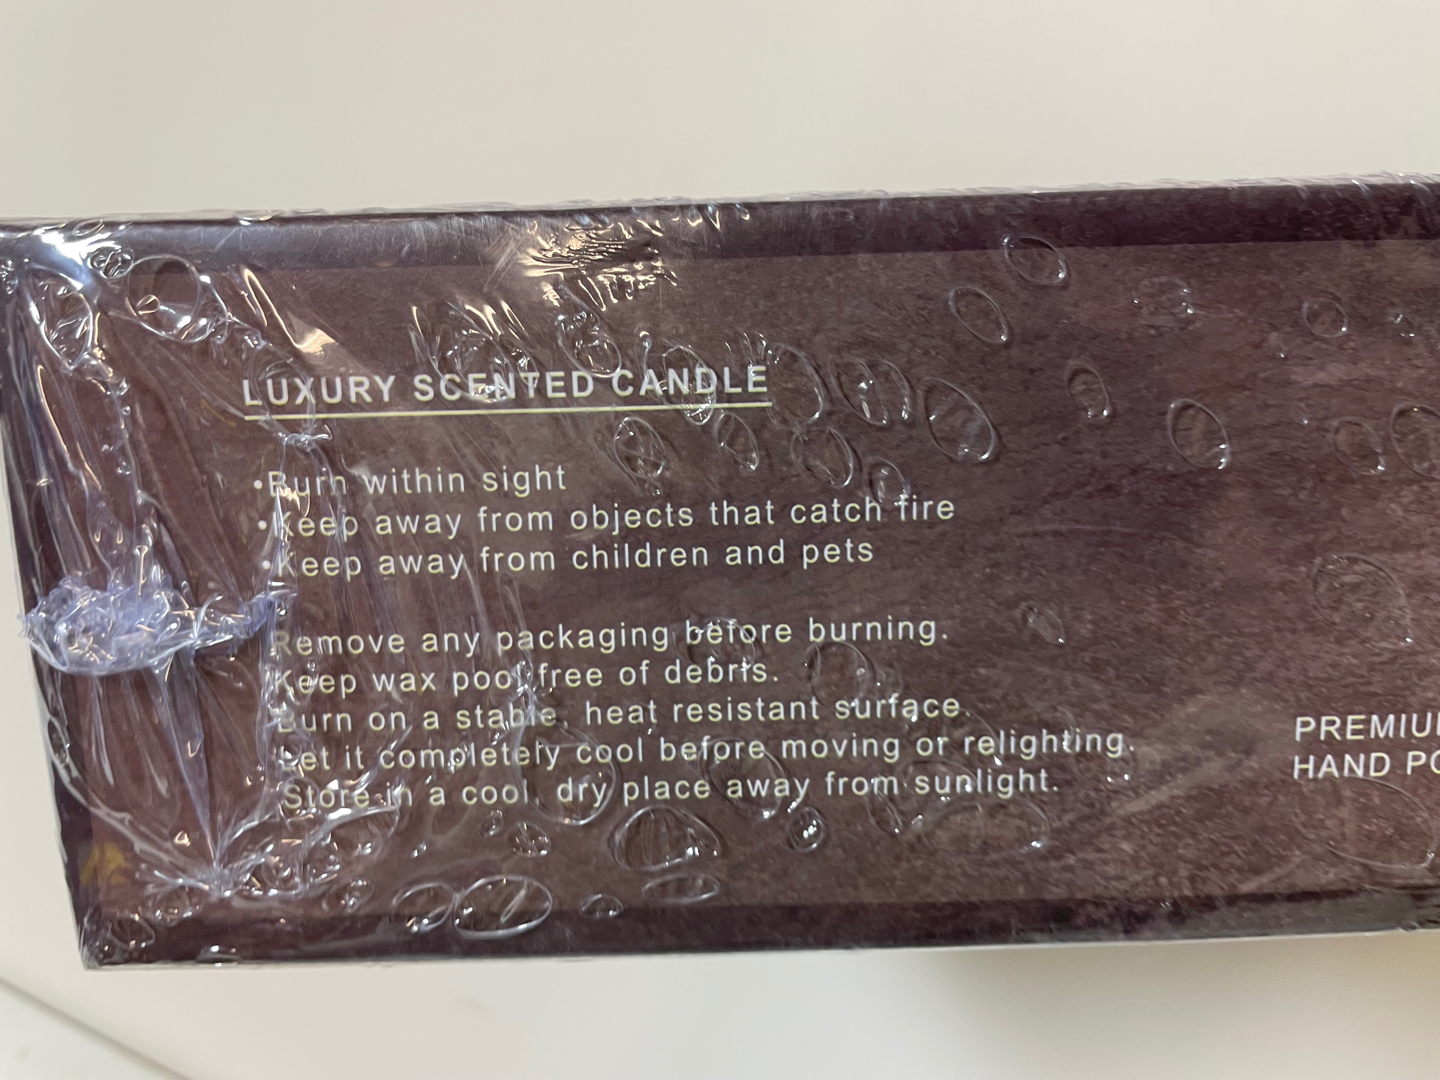 LUXURY SCENTED CANDLE
•Burn within sight
•Keep away from objects that catch fire
•Keep away from children and pets
Remove any packaging before burning.
Keep wax pool free of debris.
Burn on a stable, heat resistant surface.
Let it completely cool before moving or relighting.
Store in a cool, dry place away from sunlight.
HAND